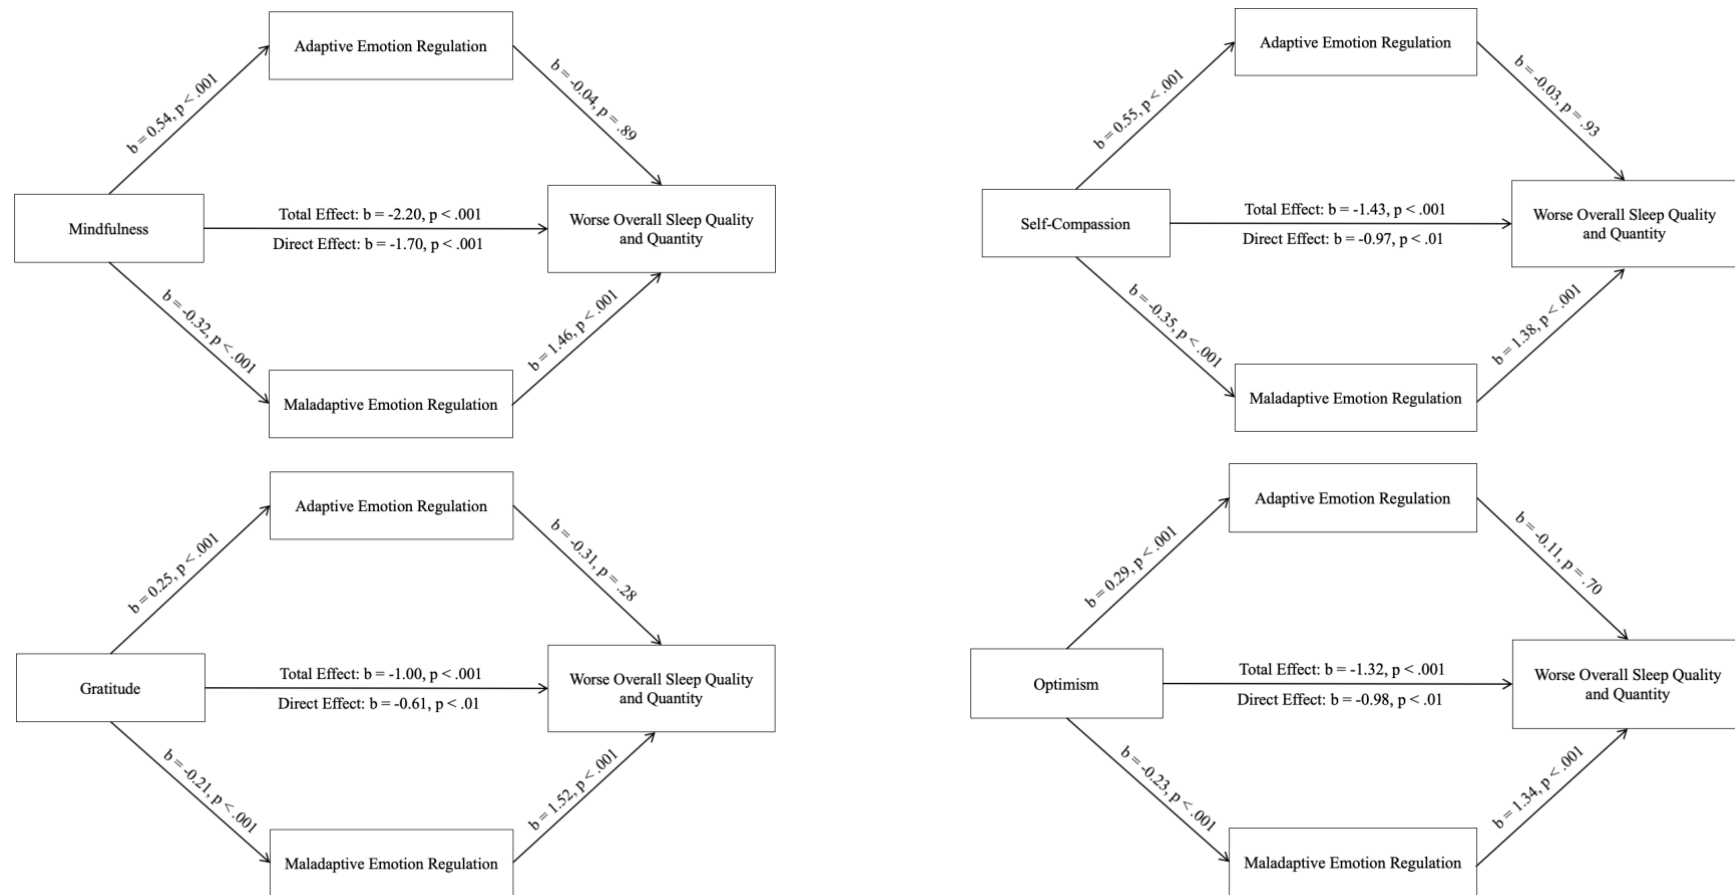 Adaptive Emotion Regulation
b = 0.54, p < .001
b = -0.04, p = .89
Mindfulness
Total Effect: b = -2.20, p < .001
Direct Effect: b = -1.70, p < .001
Worse Overall Sleep Quality
and Quantity
b = -0.32, p < .001
b = 1.46, p < .001
Maladaptive Emotion Regulation
Adaptive Emotion Regulation
b = 0.55, p < .001
b = -0.03, p = .93
Self-Compassion
Total Effect: b = -1.43, p < .001
Direct Effect: b = -0.97, p < .01
Worse Overall Sleep Quality
and Quantity
b = -0.35, p < .001
b = 1.38, p < .001
Maladaptive Emotion Regulation
Adaptive Emotion Regulation
b = 0.25, p < .001
b = -0.31, p = .28
Gratitude
Total Effect: b = -1.00, p < .001
Direct Effect: b = -0.61, p < .01
Worse Overall Sleep Quality
and Quantity
b = -0.21, p < .001
b = 1.52, p < .001
Maladaptive Emotion Regulation
Adaptive Emotion Regulation
b = 0.29, p < .001
b = -0.11, p = .70
Optimism
Total Effect: b = -1.32, p < .001
Direct Effect: b = -0.98, p < .01
Worse Overall Sleep Quality
and Quantity
b = -0.23, p < .001
b = 1.34, p < .001
Maladaptive Emotion Regulation